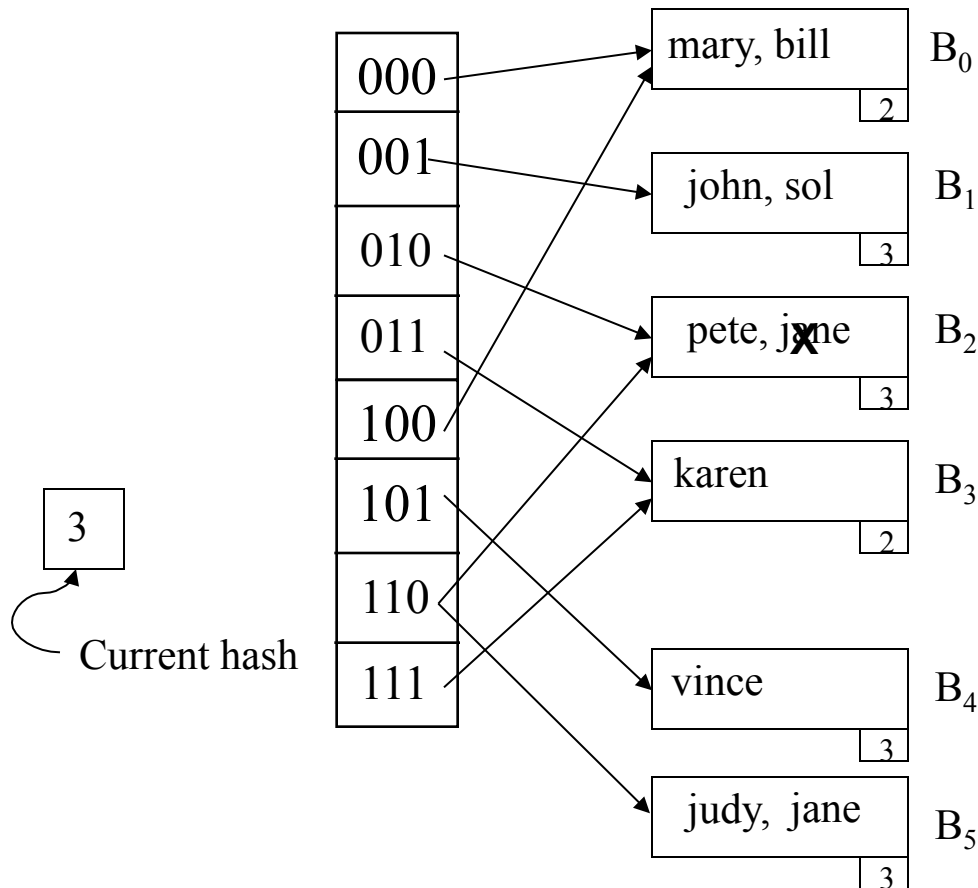 000
001
010
011
100
101
110
111
3
Current hash
mary, bill
B₀
2
john, sol
B₁
3
pete, jane
X
B₂
3
karen
B₃
2
vince
B₄
3
judy, jane
B₅
3